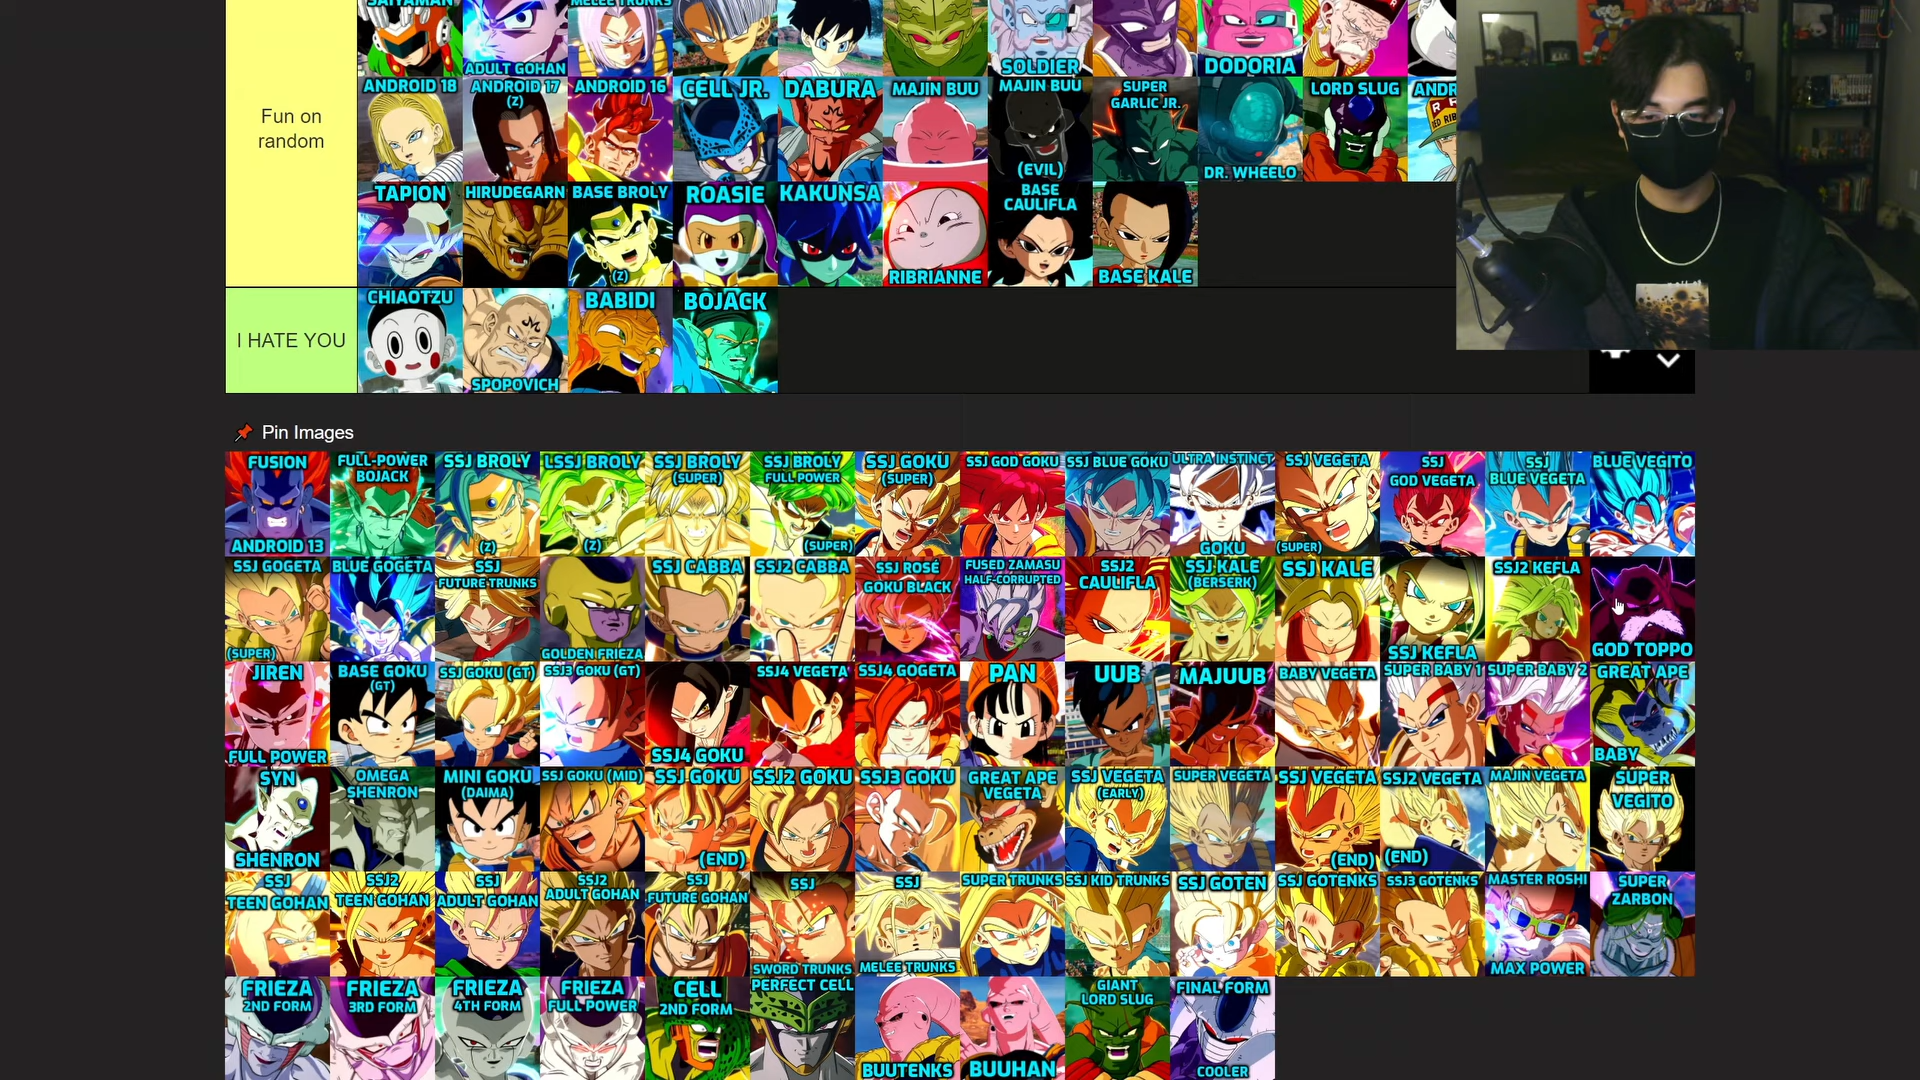 SAIYAMAN
ADULT GOHAN
MELEE TRUNKS
SOLDIER
DODORIA
Fun on
random
ANDROID 18
ANDROID 17
(Z)
ANDROID 16
CELL JR.
DABURA
MAJIN BUU
MAJIN BUU
(EVIL)
SUPER
GARLIC JR.
DR. WHEELO
LORD SLUG
TAPION
HIRUDEGARN
BASE BROLY
(Z)
ROASIE
KAKUNSA
RIBRIANNE
BASE
CAULIFLA
BASE KALE
I HATE YOU
CHIAOTZU
SPOPOVICH
BABIDI
BOJACK
Pin Images
FUSION
ANDROID 13
FULL-POWER
BOJACK
SSJ BROLY
(Z)
LSSJ BROLY
(Z)
SSJ BROLY
(SUPER)
SSJ BROLY
FULL POWER
(SUPER)
SSJ GOKU
(SUPER)
SSJ GOD GOKU
SSJ BLUE GOKU
ULTRA INSTINCT
GOKU
SSJ VEGETA
(SUPER)
SSJ
GOD VEGETA
SSJ
BLUE VEGETA
BLUE VEGITO
SSJ GOGETA
(SUPER)
BLUE GOGETA
SSJ
FUTURE TRUNKS
GOLDEN FRIEZA
SSJ CABBA
SSJ2 CABBA
SSJ ROSÉ
GOKU BLACK
FUSED ZAMASU
HALF-CORRUPTED
SSJ2
CAULIFLA
SSJ KALE
(BERSERK)
SSJ KALE
SSJ KEFLA
SSJ2 KEFLA
GOD TOPPO
JIREN
FULL POWER
BASE GOKU
(GT)
SSJ GOKU (GT)
SSJ3 GOKU (GT)
SSJ4 GOKU
SSJ4 VEGETA
SSJ4 GOGETA
PAN
UUB
MAJUUB
BABY VEGETA
SUPER BABY 1
SUPER BABY 2
GREAT APE
BABY
SYN
SHENRON
OMEGA
SHENRON
MINI GOKU
(DAIMA)
SSJ GOKU (MID)
SSJ GOKU
(END)
SSJ2 GOKU
SSJ3 GOKU
GREAT APE
VEGETA
SSJ VEGETA
(EARLY)
SUPER VEGETA
SSJ VEGETA
(END)
SSJ2 VEGETA
(END)
MAJIN VEGETA
SUPER
VEGITO
SSJ
TEEN GOHAN
SSJ2
TEEN GOHAN
SSJ
ADULT GOHAN
SSJ2
ADULT GOHAN
SSJ
FUTURE GOHAN
SSJ
SWORD TRUNKS
SSJ
MELEE TRUNKS
SUPER TRUNKS
SSJ KID TRUNKS
SSJ GOTEN
SSJ GOTENKS
SSJ3 GOTENKS
MASTER ROSHI
MAX POWER
SUPER
ZARBON
FRIEZA
2ND FORM
FRIEZA
3RD FORM
FRIEZA
4TH FORM
FRIEZA
FULL POWER
CELL
2ND FORM
PERFECT CELL
BUUTENKS
BUUHAN
GIANT
LORD SLUG
FINAL FORM
COOLER